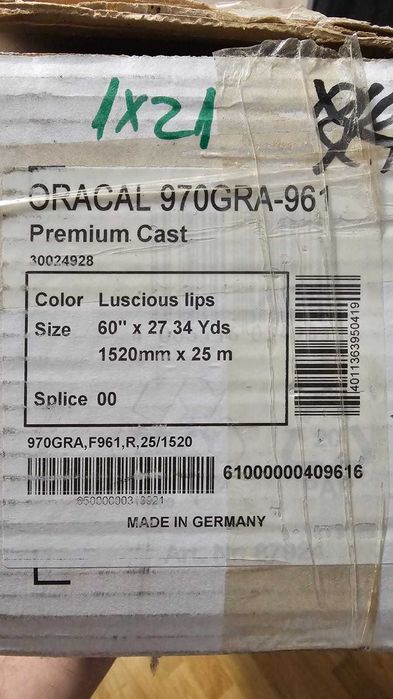 1x21
ORACAL 970GRA-961
Premium Cast
30024928
Color Luscious lips
Size 60" x 27.34 Yds
1520mm x 25 m
Splice 00
4011363950419
970GRA,F961,R,25/1520
61000000409616
MADE IN GERMANY